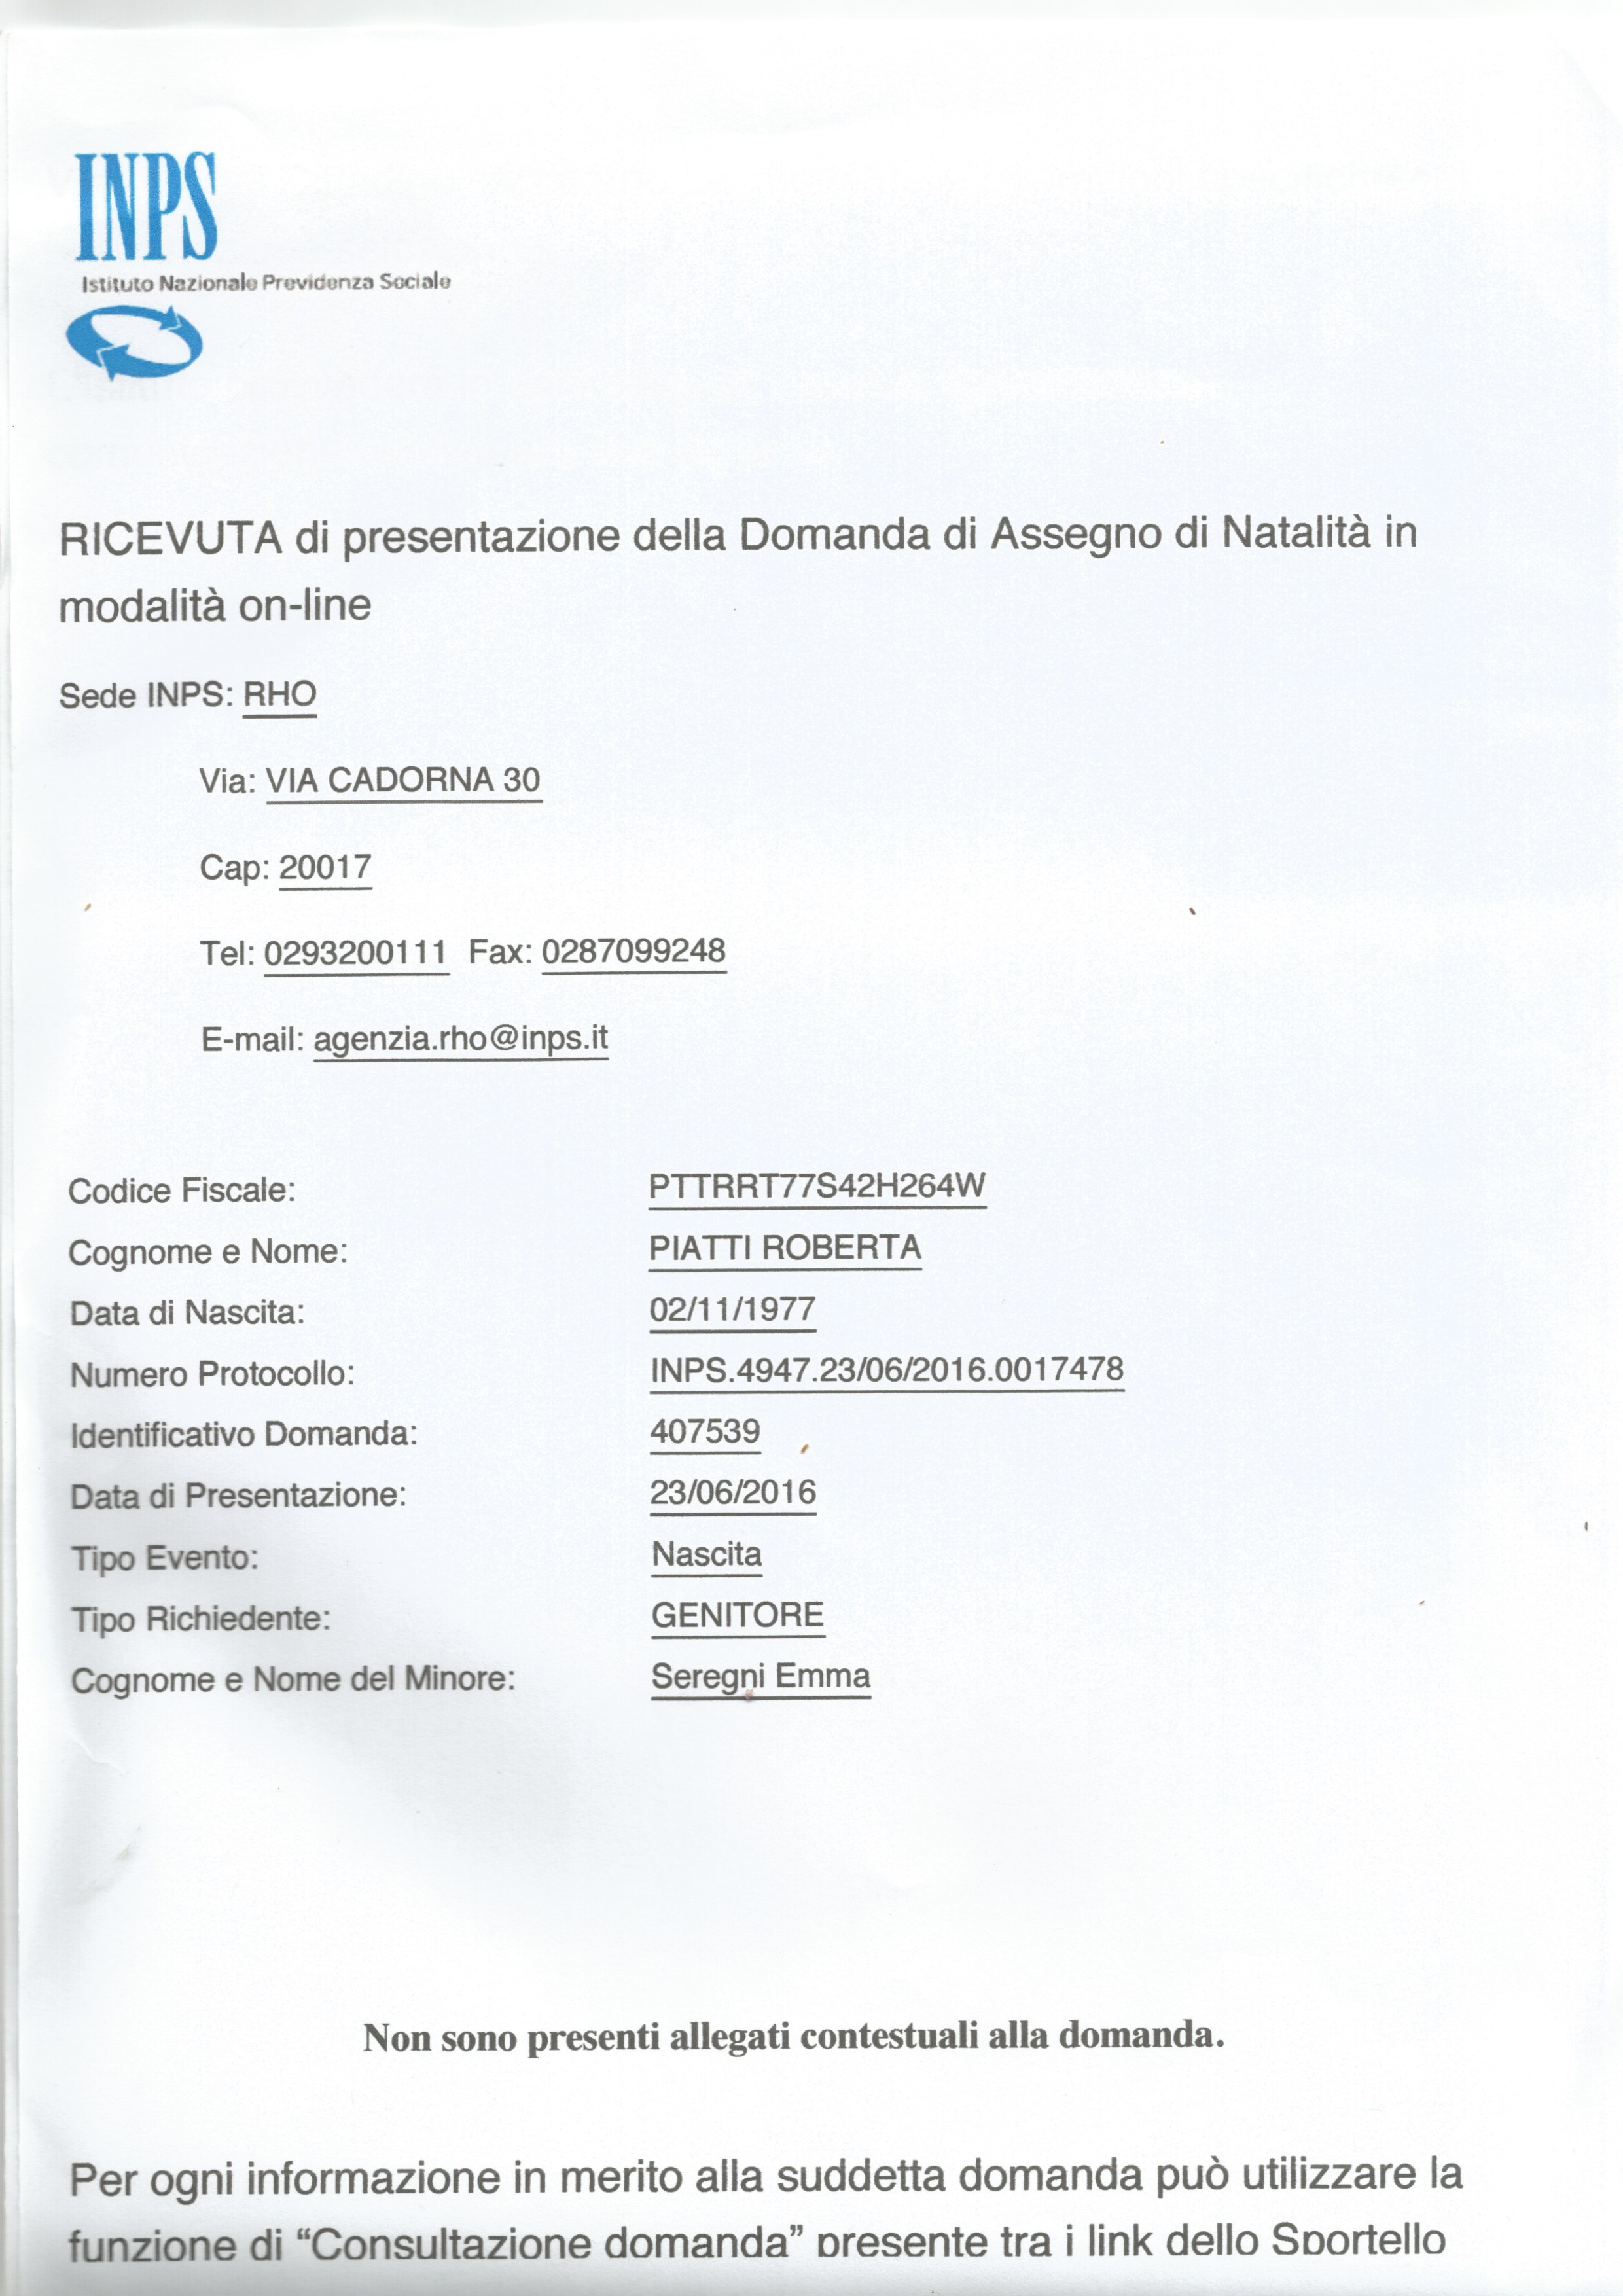 INPS
Istituto Nazionale Previdenza Sociale
RICEVUTA di presentazione della Domanda di Assegno di Natalità in
modalità on-line
Sede INPS: RHO
Via: VIA CADORNA 30
Cap: 20017
Tel: 0293200111 Fax: 0287099248
E-mail: agenzia.rho@inps.it
Codice Fiscale: PTTRRT77S42H264W
Cognome e Nome: PIATTI ROBERTA
Data di Nascita: 02/11/1977
Numero Protocollo: INPS.4947.23/06/2016.0017478
Identificativo Domanda: 407539
Data di Presentazione: 23/06/2016
Tipo Evento: Nascita
Tipo Richiedente: GENITORE
Cognome e Nome del Minore: Seregni Emma
Non sono presenti allegati contestuali alla domanda.
Per ogni informazione in merito alla suddetta domanda può utilizzare la
funzione di “Consultazione domanda” presente tra i link dello Sportello